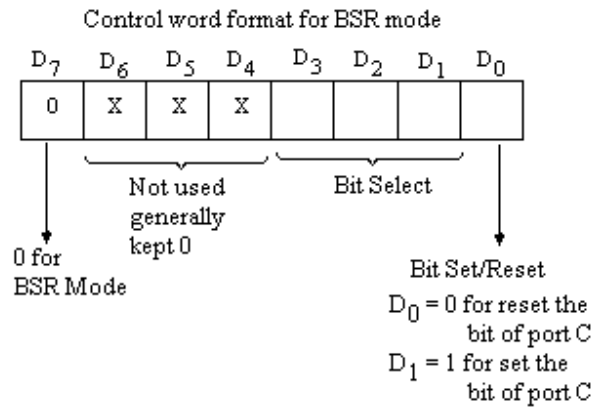 Control word format for BSR mode
D7 D6 D5 D4 D3 D2 D1 D0
0 X X X
Not used
generally
kept 0
Bit Select
0 for
BSR Mode
Bit Set/Reset
D0 = 0 for reset the
bit of port C
D1 = 1 for set the
bit of port C